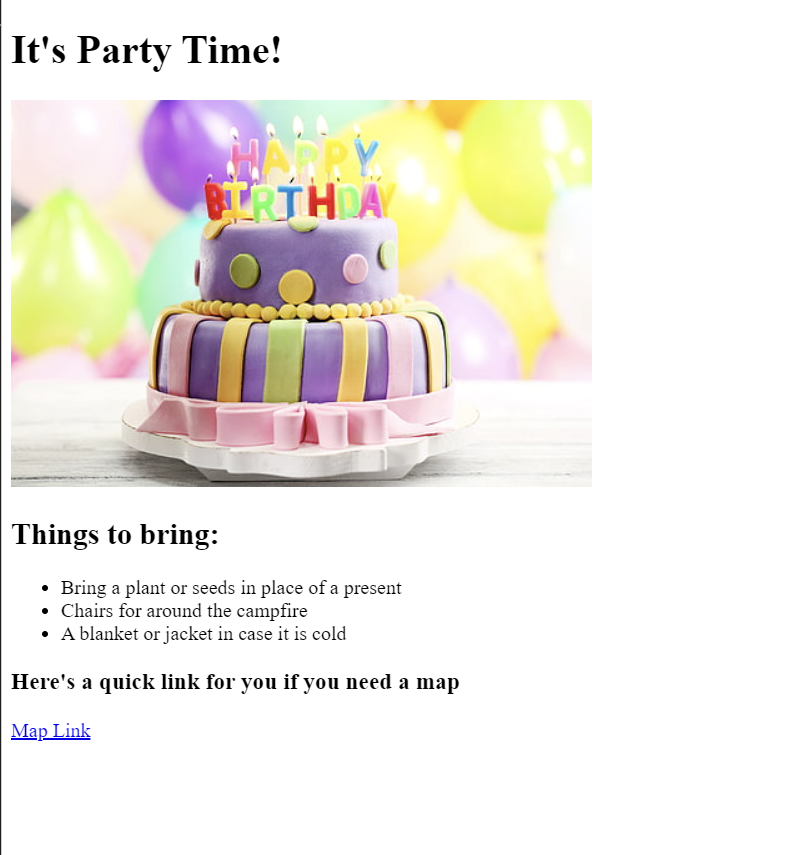 It's Party Time!
HAPPY
BIRTHDAY
Things to bring:
Bring a plant or seeds in place of a present
Chairs for around the campfire
A blanket or jacket in case it is cold
Here's a quick link for you if you need a map
Map Link